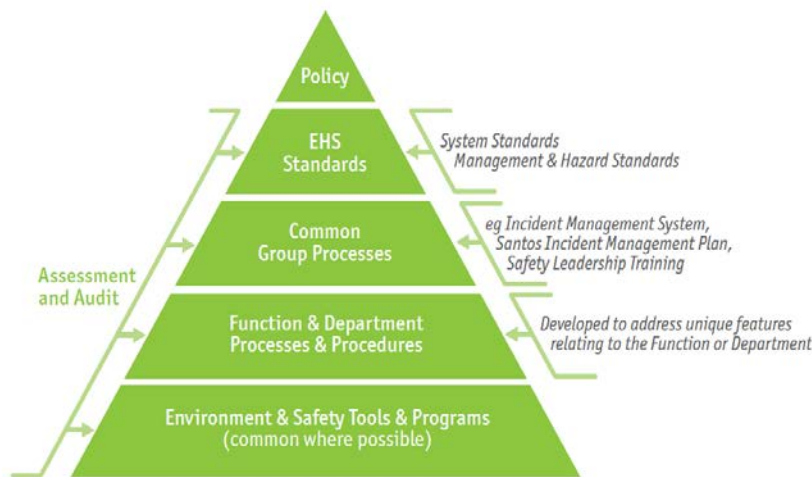 Policy
EHS
Standards
System Standards
Management & Hazard Standards
Common
Group Processes
eg Incident Management System,
Santos Incident Management Plan,
Safety Leadership Training
Assessment
and Audit
Function & Department
Processes & Procedures
Developed to address unique features
relating to the Function or Department
Environment & Safety Tools & Programs
(common where possible)